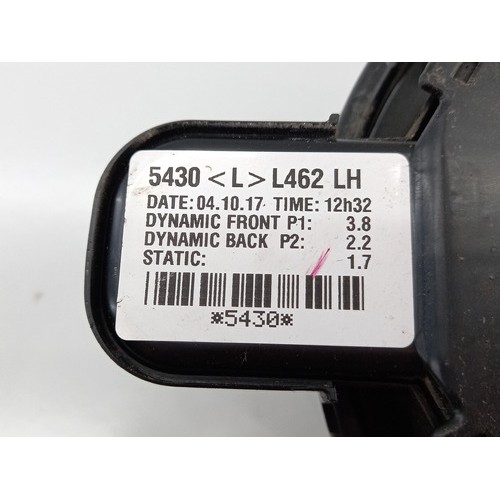 5430 <L> L462 LH
DATE: 04.10.17 TIME: 12h32
DYNAMIC FRONT P1: 3.8
DYNAMIC BACK P2: 2.2
STATIC: 1.7
*5430*